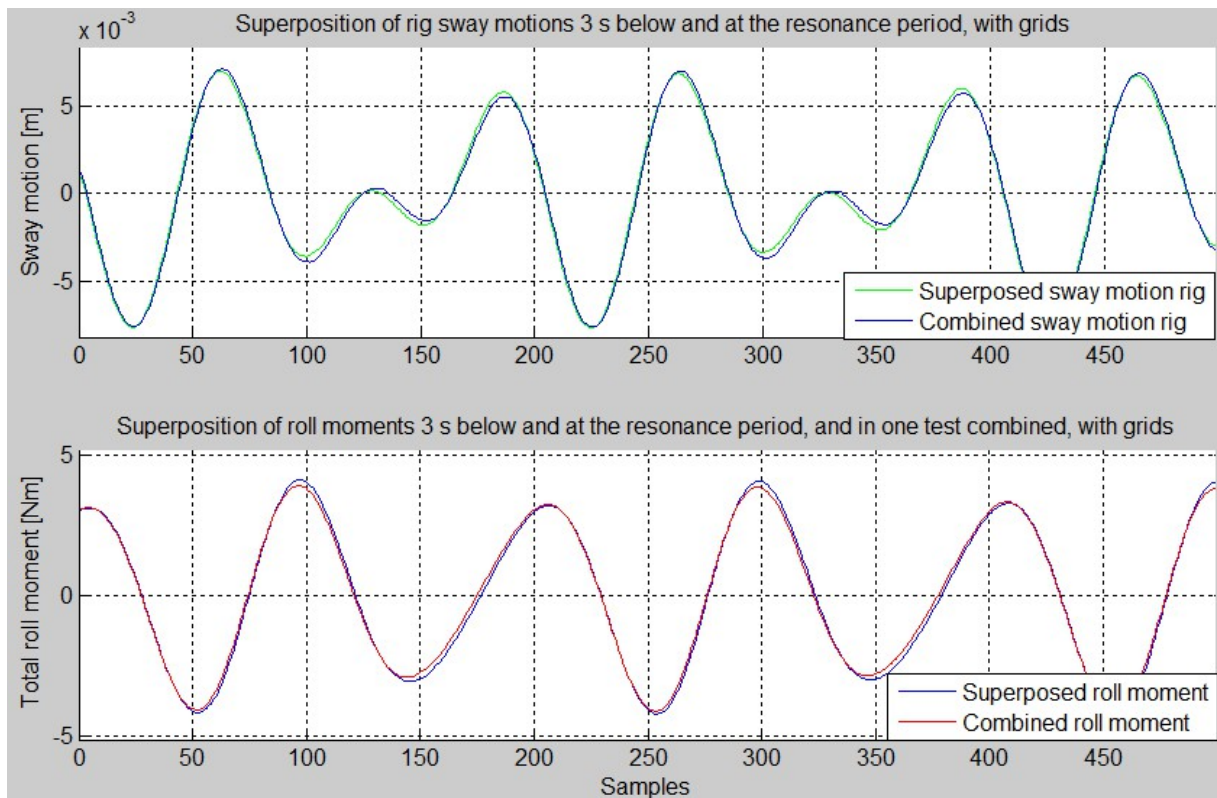 Superposition of rig sway motions 3 s below and at the resonance period, with grids
x 10^-3
Sway motion [m]
5
0
-5
Superposed sway motion rig
Combined sway motion rig
0 50 100 150 200 250 300 350 400 450
Superposition of roll moments 3 s below and at the resonance period, and in one test combined, with grids
Total roll moment [Nm]
5
0
-5
Superposed roll moment
Combined roll moment
0 50 100 150 200 250 300 350 400 450
Samples